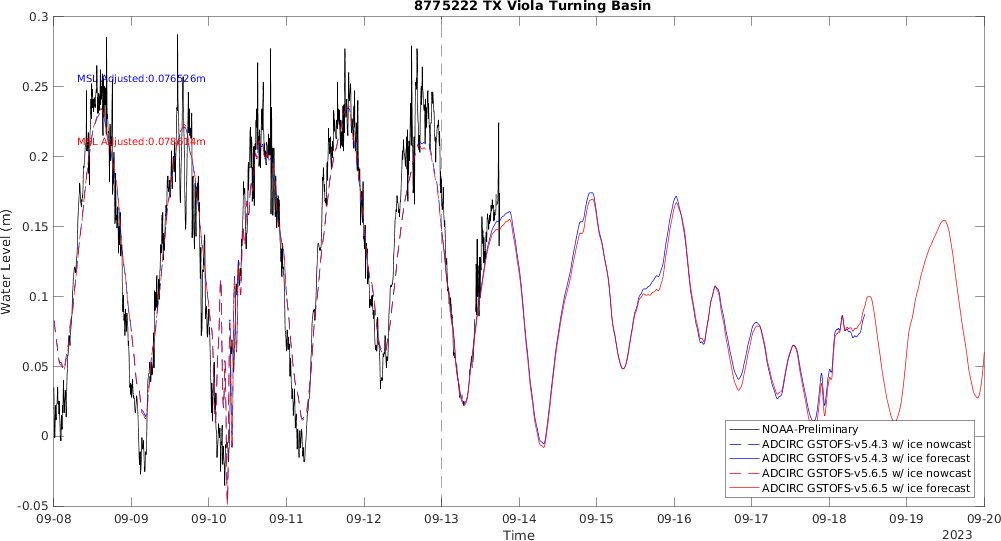 8775222 TX Viola Turning Basin
0.3
0.25
0.2
0.15
0.1
0.05
0
-0.05
Water Level (m)
MSL Adjusted:0.076526m
MSL Adjusted:0.078614m
NOAA-Preliminary
ADCIRC GSTOFS-v5.4.3 w/ ice nowcast
ADCIRC GSTOFS-v5.4.3 w/ ice forecast
ADCIRC GSTOFS-v5.6.5 w/ ice nowcast
ADCIRC GSTOFS-v5.6.5 w/ ice forecast
09-08 09-09 09-10 09-11 09-12 09-13 09-14 09-15 09-16 09-17 09-18 09-19 09-20
Time
2023